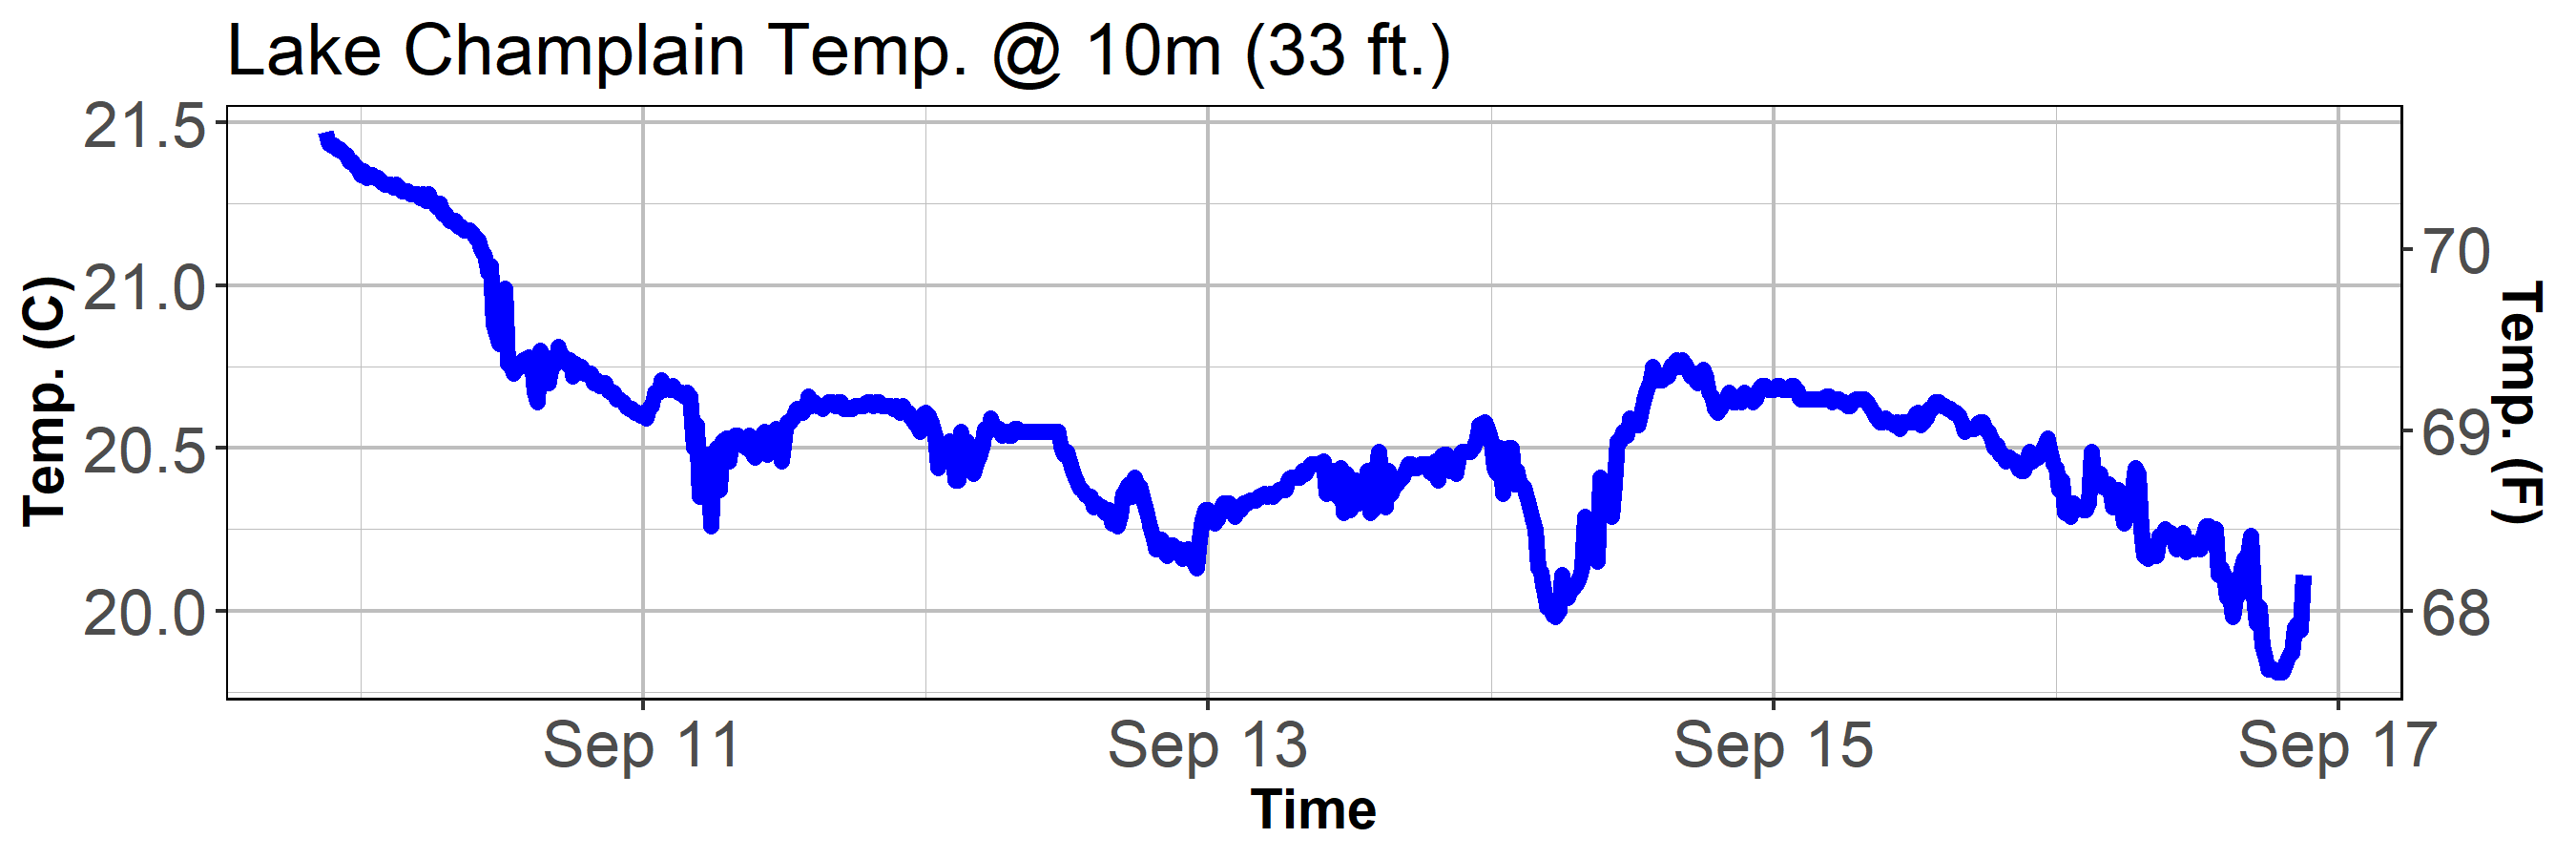 Lake Champlain Temp. @ 10m (33 ft.)
21.5
21.0
20.5
20.0
Temp. (C)
70
69
68
Temp. (F)
Sep 11
Sep 13
Sep 15
Sep 17
Time